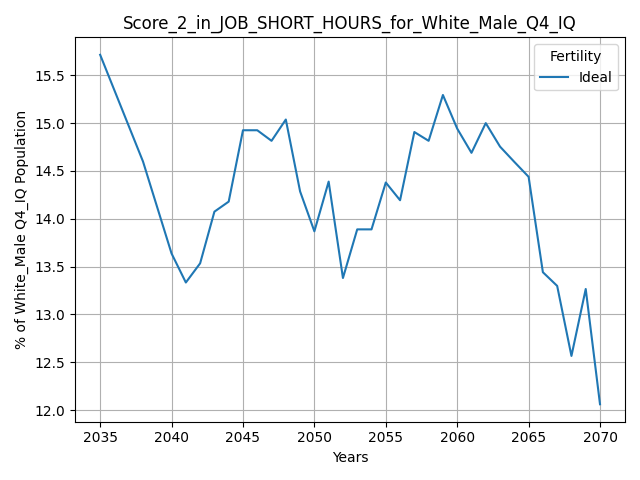 Score_2_in_JOB_SHORT_HOURS_for_White_Male_Q4_IQ
Fertility
Ideal
% of White_Male Q4_IQ Population
15.5
15.0
14.5
14.0
13.5
13.0
12.5
12.0
2035 2040 2045 2050 2055 2060 2065 2070
Years